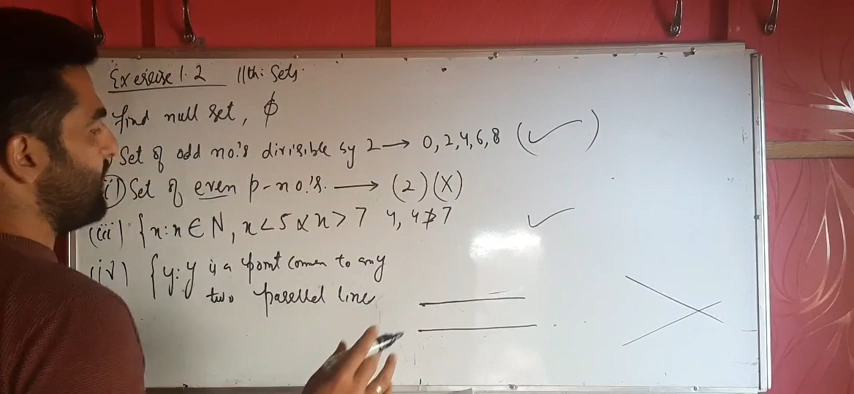 Exercise 1.2 11th: Sets.
find null set, ϕ
Set of odd no.'s divisible by 2 → 0, 2, 4, 6, 8 (✓)
(ii) Set of even p-no.'s. → (2) (X)
(iii) { x : x ∈ N, x < 5 & x > 7 4, 4 ≯ 7 ✓
(iv) { y : y is a point common to any
two parellel line